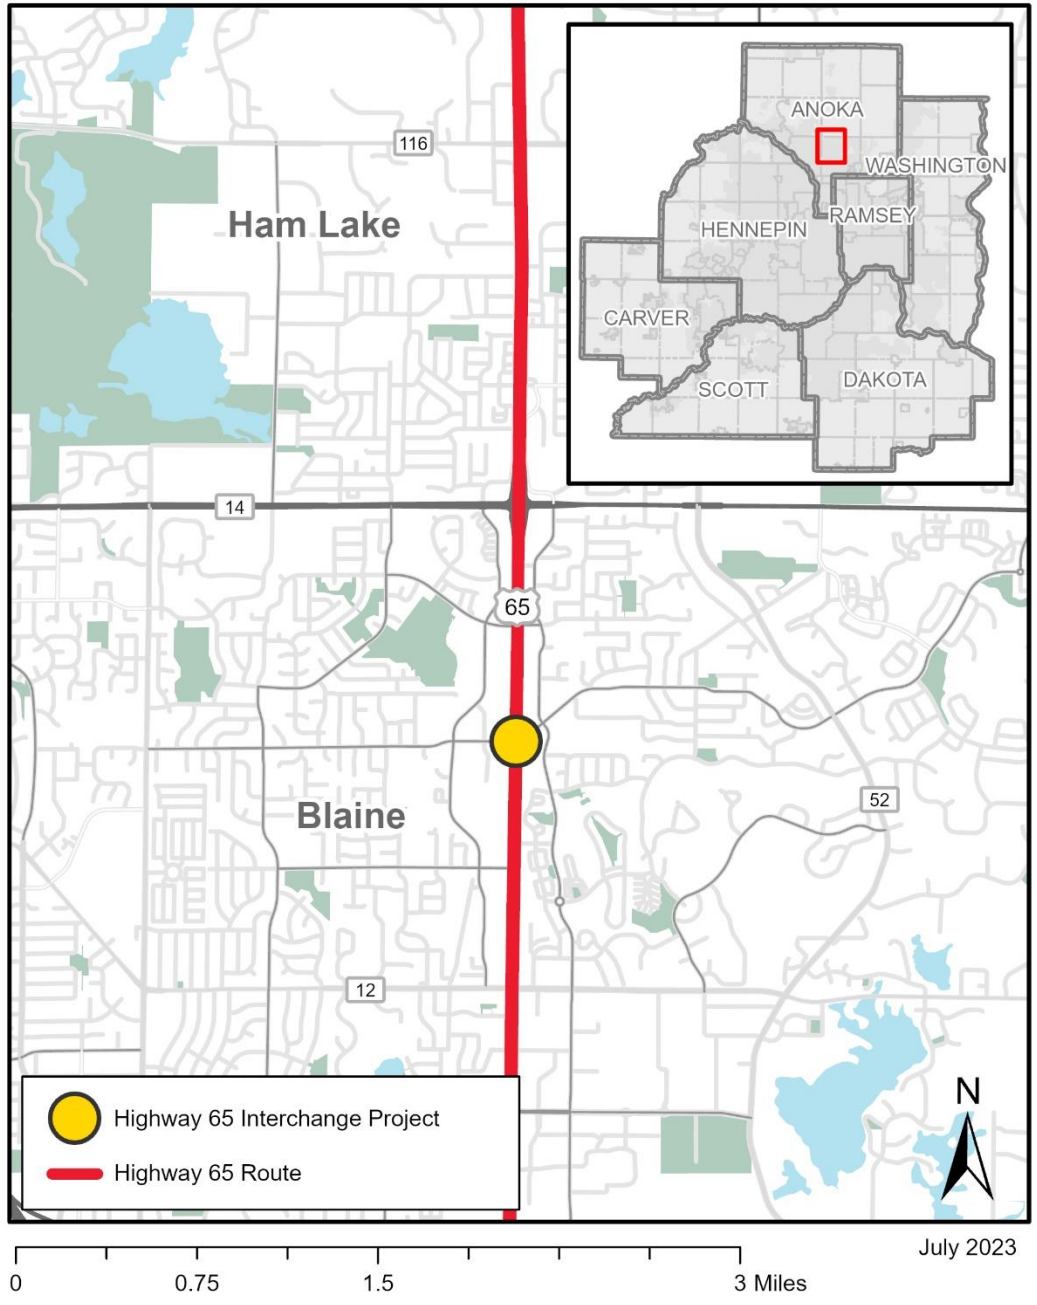 ANOKA
WASHINGTON
RAMSEY
HENNEPIN
CARVER
SCOTT
DAKOTA
116
Ham Lake
14
65
52
Blaine
12
Highway 65 Interchange Project
Highway 65 Route
N
July 2023
0 0.75 1.5 3 Miles